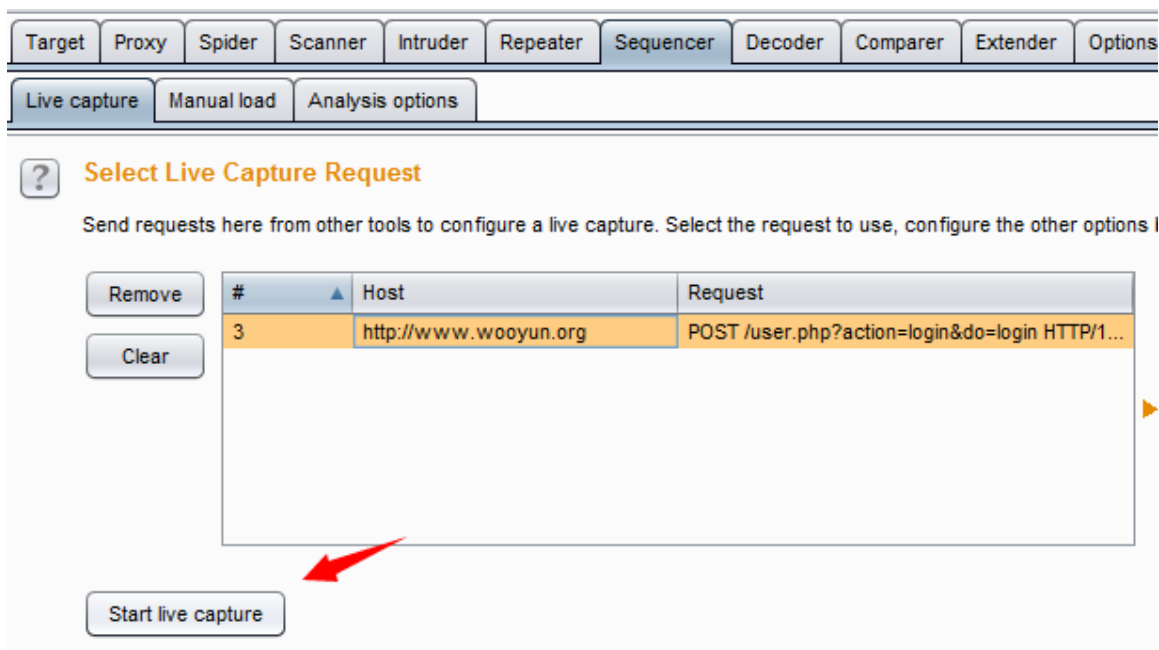 Target Proxy Spider Scanner Intruder Repeater Sequencer Decoder Comparer Extender Options
Live capture Manual load Analysis options
? Select Live Capture Request
Send requests here from other tools to configure a live capture. Select the request to use, configure the other options
Remove # Host Request
3 http://www.wooyun.org POST /user.php?action=login&do=login HTTP/1...
Clear
Start live capture